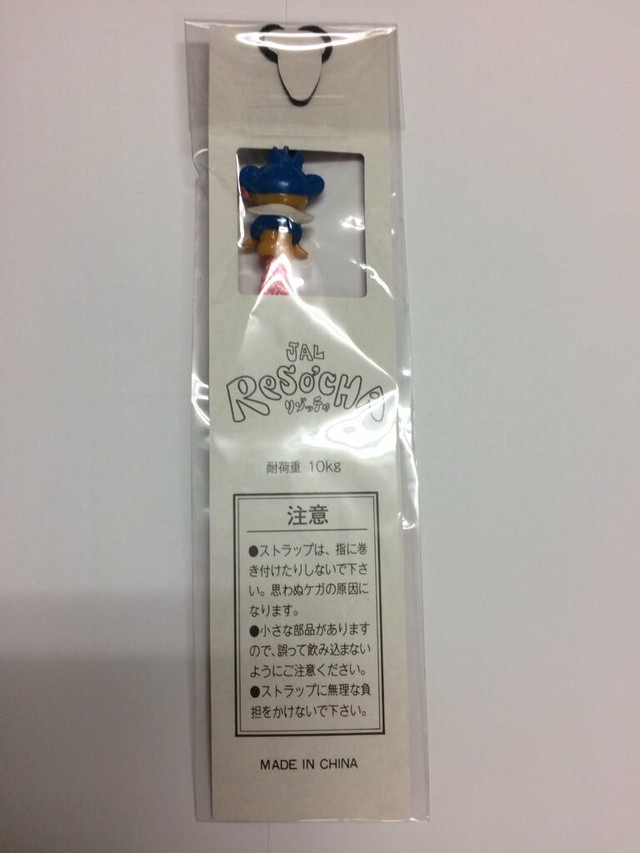 JAL
ReSO'CHA
リゾッチャ
耐荷重 10kg
注意
●ストラップは、指に巻
き付けたりしないで下さ
い。思わぬケガの原因に
なります。
●小さな部品があります
ので、誤って飲み込まない
ようにご注意ください。
●ストラップに無理な負
担をかけないで下さい。
MADE IN CHINA